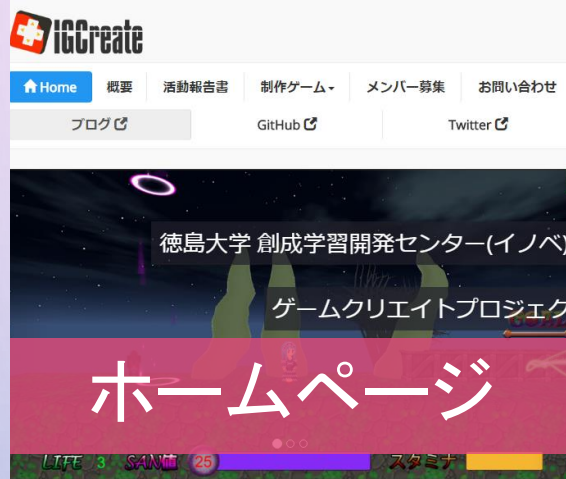 IGCreate
Home 概要 活動報告書 制作ゲーム メンバー募集 お問い合わせ
ブログ GitHub Twitter
徳島大学 創成学習開発センター(イノベ)
ゲームクリエイトプロジェク
ホームページ
LIFE 3 SAN値 25 スタミナ